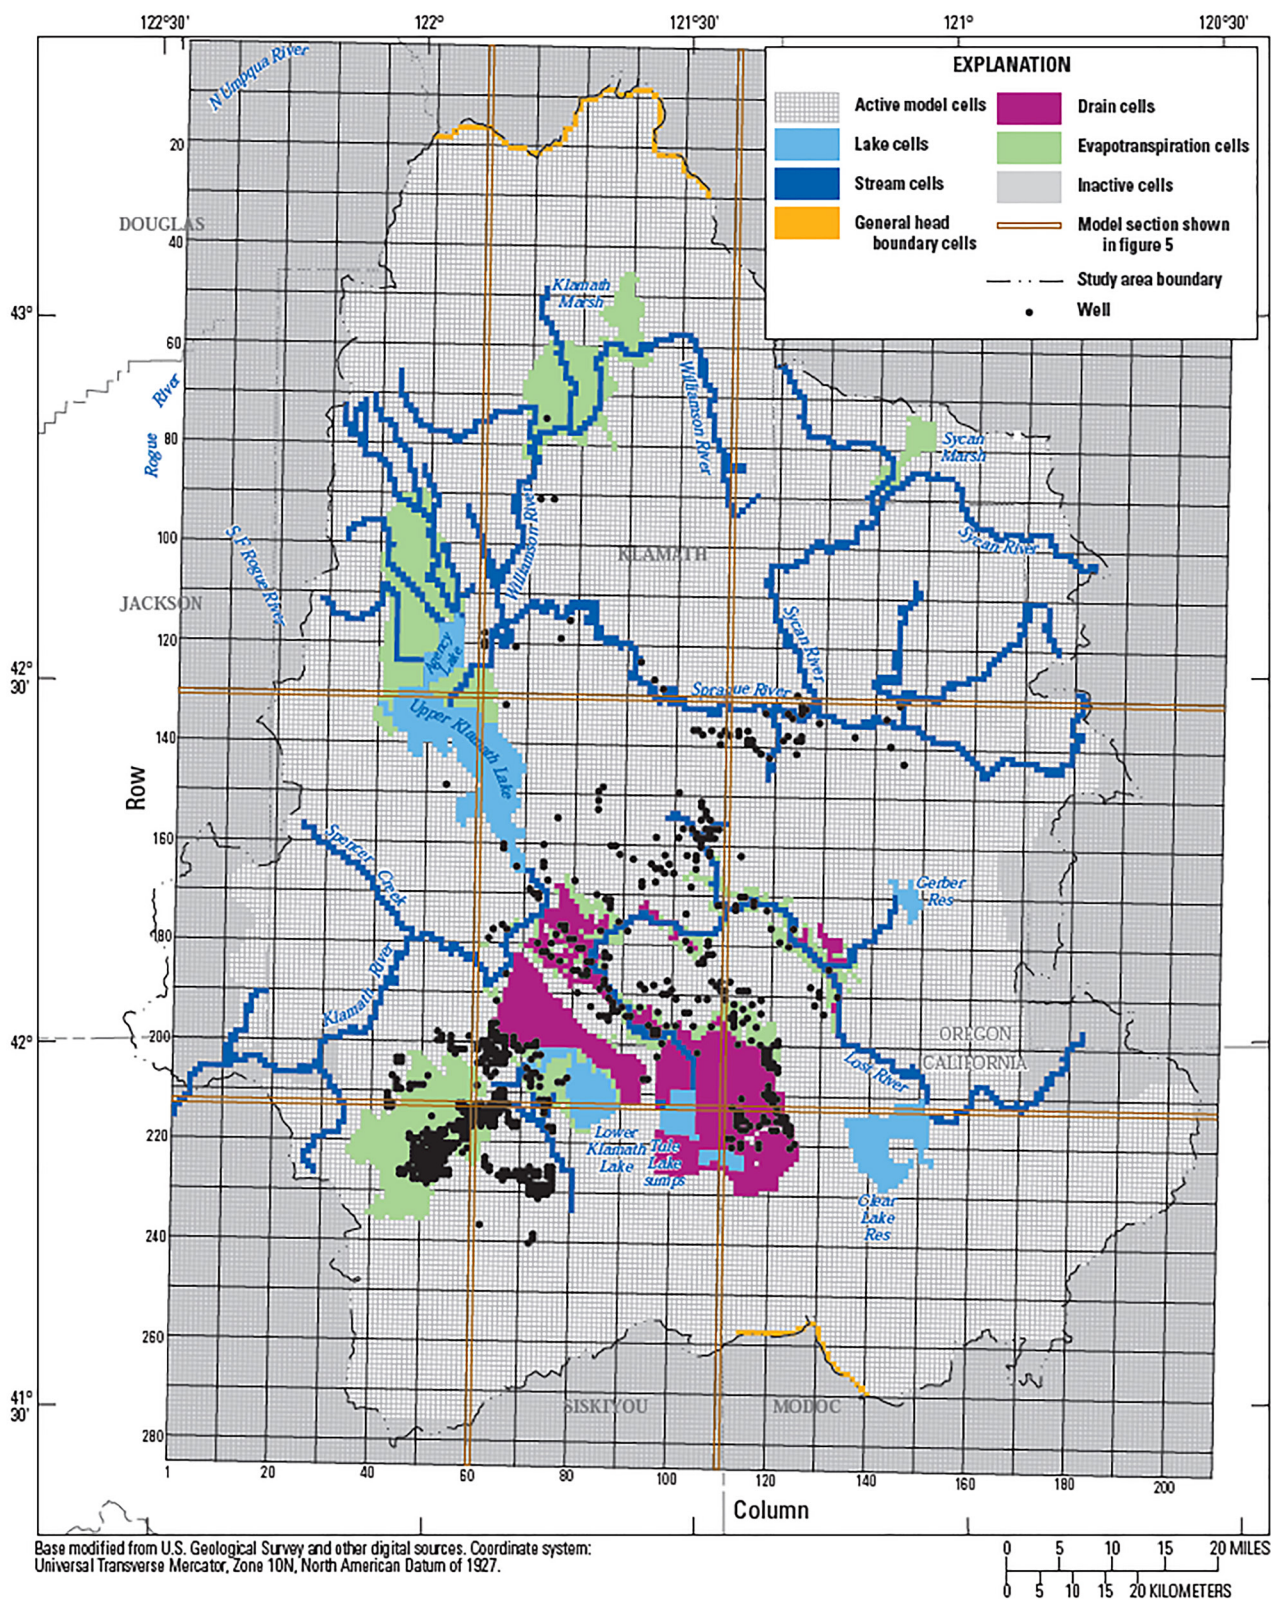 122°30'
122°
121°30'
121°
120°30'
N Umpqua River
EXPLANATION
Active model cells
Lake cells
Stream cells
General head
boundary cells
Drain cells
Evapotranspiration cells
Inactive cells
Model section shown
in figure 5
Study area boundary
Well
20
DOUGLAS
40
43°
Klamath
Marsh
60
Rogue River
Williamson River
80
Sycan
Marsh
100
S F Rogue River
Williamson River
KLAMATH
Sycan River
JACKSON
120
Agency
Lake
Sycan River
42°
30'
Sprague River
Upper Klamath Lake
140
Row
160
Spencer
Creek
Gerber
Res
180
Klamath River
200
42°
OREGON
CALIFORNIA
Lost River
220
Lower
Klamath
Lake
Tule
Lake
sumps
Clear
Lake
Res
240
260
41°
30'
SISKIYOU
MODOC
280
1
20
40
60
80
100
120
140
160
180
200
Column
Base modified from U.S. Geological Survey and other digital sources. Coordinate system:
Universal Transverse Mercator, Zone 10N, North American Datum of 1927.
0 5 10 15 20 MILES
0 5 10 15 20 KILOMETERS